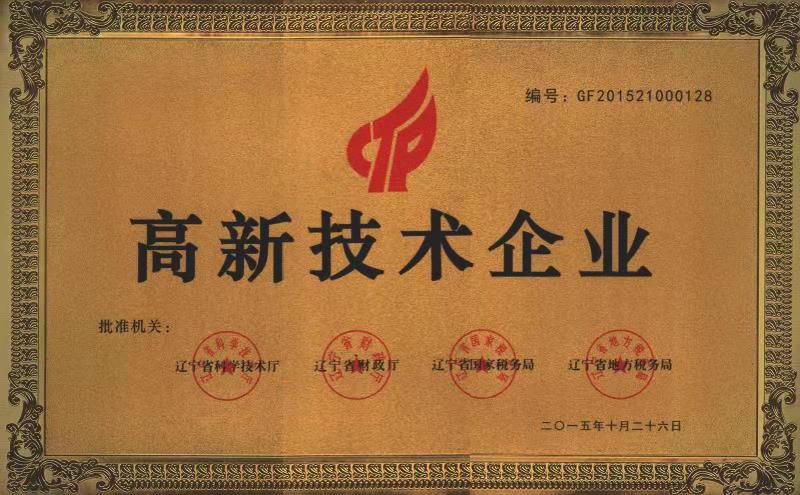 编号：GF201521000128
CTP
高新技术企业
批准机关：
辽宁省科学技术厅 辽宁省财政厅 辽宁省国家税务局 辽宁省地方税务局
二〇一五年十月二十六日